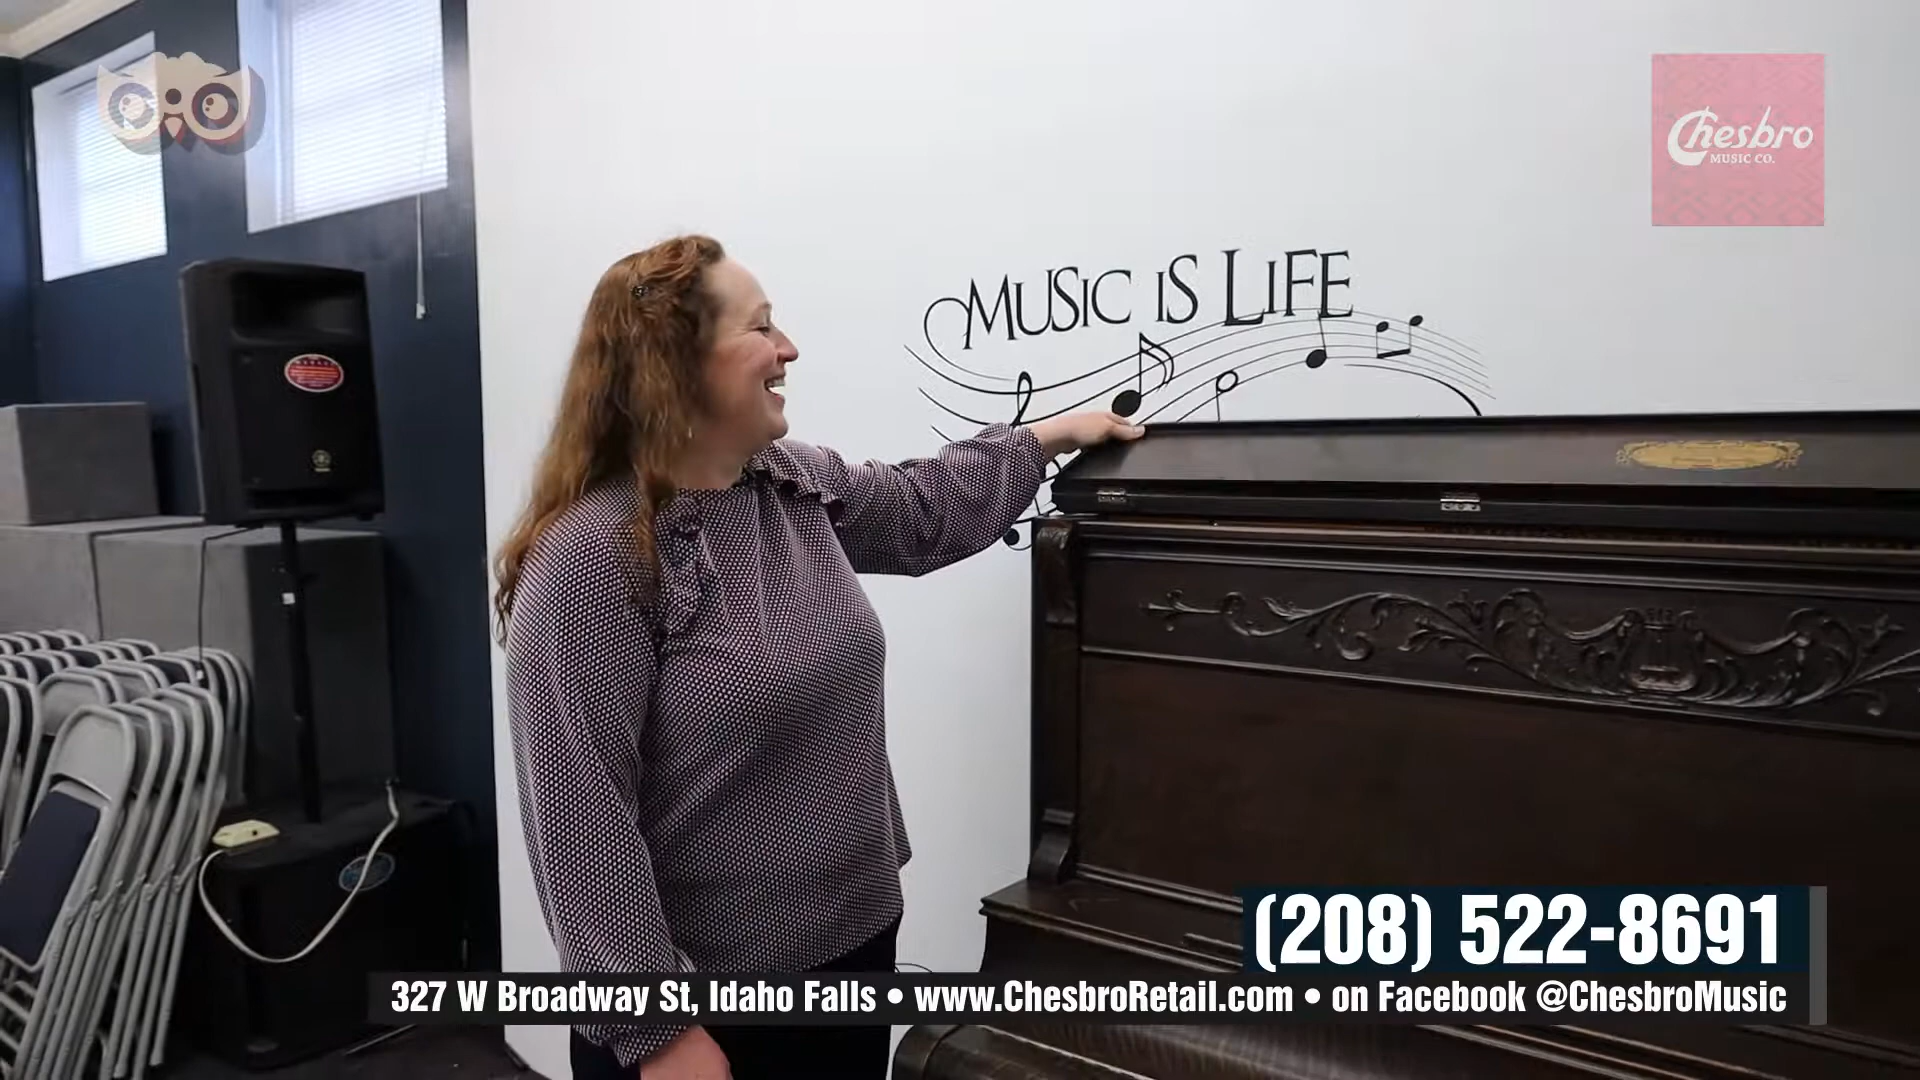 Chesbro
MUSIC CO.
MUSIC IS LIFE
(208) 522-8691
327 W Broadway St, Idaho Falls • www.ChesbroRetail.com • on Facebook @ChesbroMusic